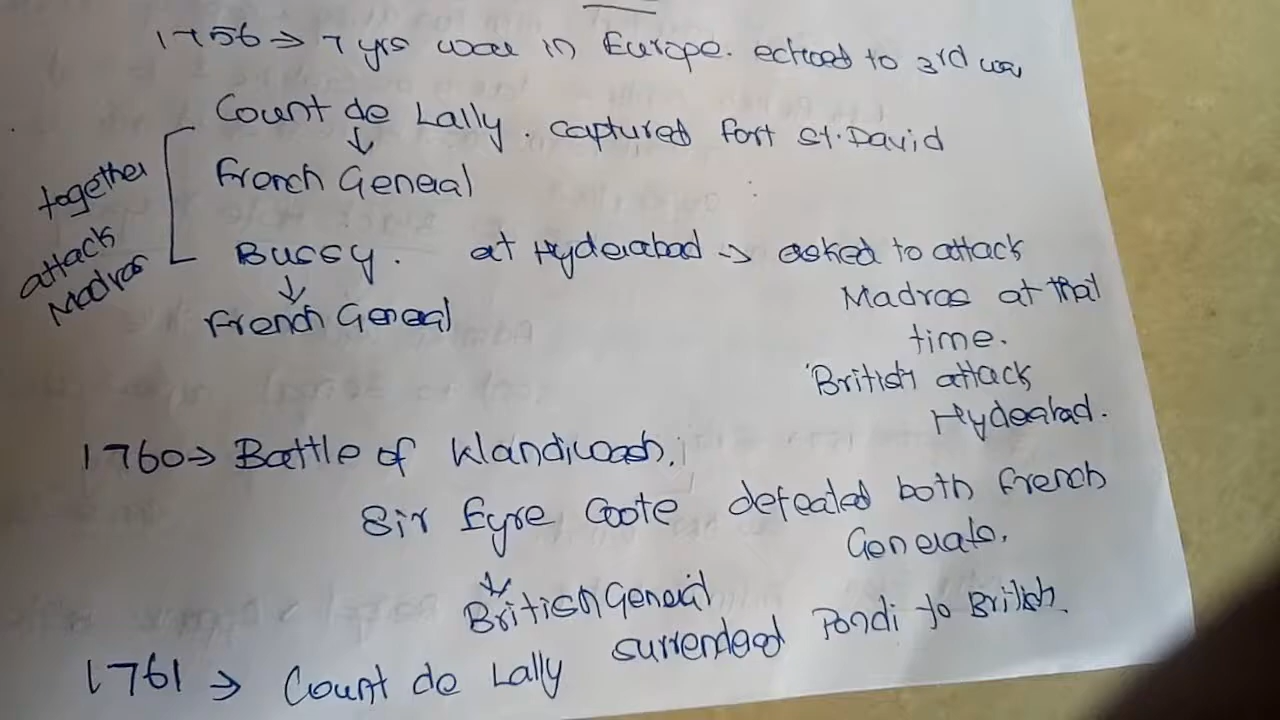 1756 → 7 yrs war in Europe. echoed to 3rd war
Count de Lally. captured Fort St. David
↓
French General
together attack Madras
Bussy. at Hyderabad → asked to attack
↓
French General
Madras at that
time.
British attack
Hyderabad.
1760 → Battle of Wandiwash.
Sir Eyre Coote defeated both French
Generals.
↓
British General
1761 → Count de Lally surrendered Pondi to British.